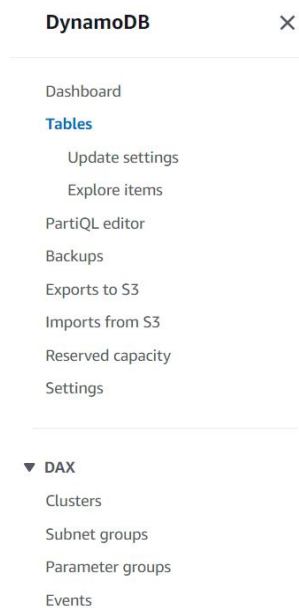 DynamoDB
Dashboard
Tables
Update settings
Explore items
PartiQL editor
Backups
Exports to S3
Imports from S3
Reserved capacity
Settings
DAX
Clusters
Subnet groups
Parameter groups
Events